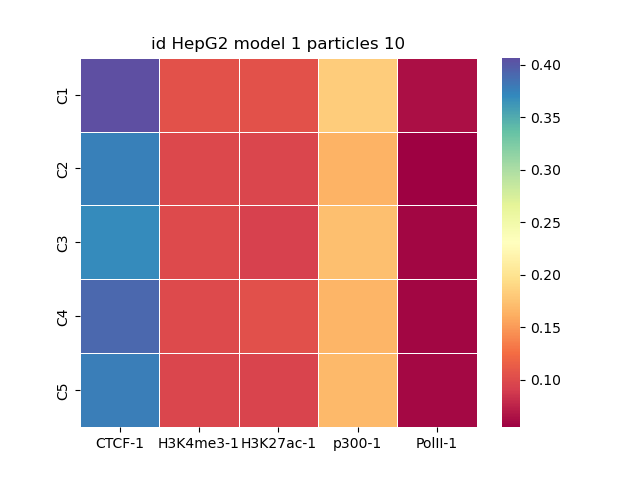 id HepG2 model 1 particles 10
C1
C2
C3
C4
C5
CTCF-1 H3K4me3-1 H3K27ac-1 p300-1 PolII-1
0.40
0.35
0.30
0.25
0.20
0.15
0.10